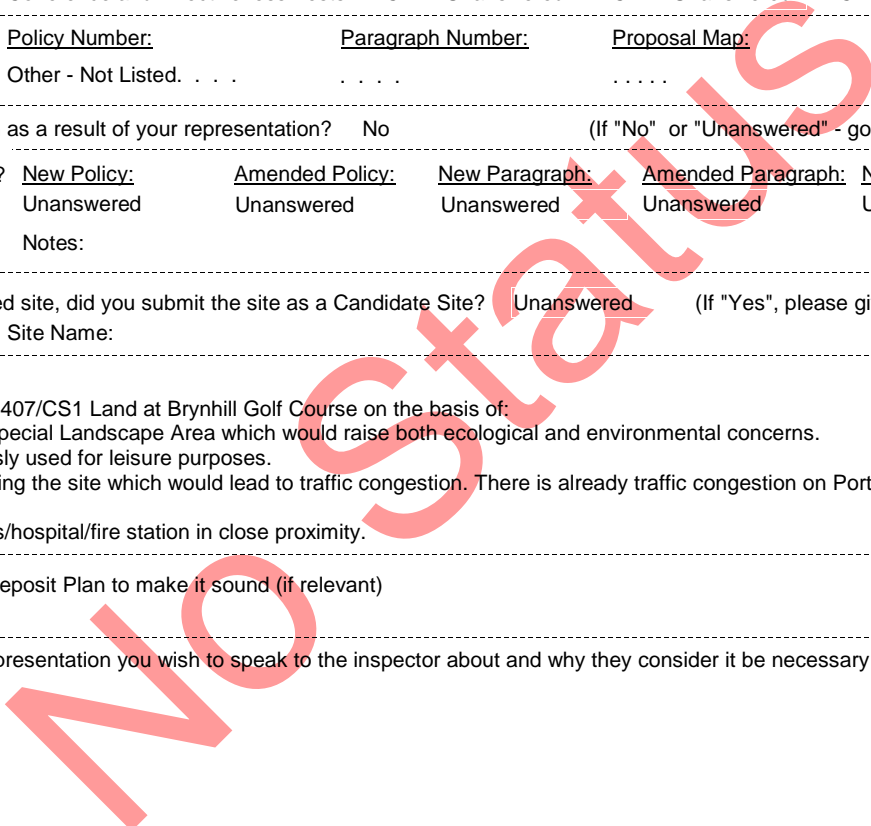 Policy Number: Paragraph Number: Proposal Map:
Other - Not Listed. . . . . . . . . . . . .
as a result of your representation? No (If "No" or "Unanswered" - go
? New Policy: Amended Policy: New Paragraph: Amended Paragraph: N
Unanswered Unanswered Unanswered Unanswered U
Notes:
ed site, did you submit the site as a Candidate Site? Unanswered (If "Yes", please gi
Site Name:
407/CS1 Land at Brynhill Golf Course on the basis of:
pecial Landscape Area which would raise both ecological and environmental concerns.
sly used for leisure purposes.
ing the site which would lead to traffic congestion. There is already traffic congestion on Port
s/hospital/fire station in close proximity.
eposit Plan to make it sound (if relevant)
presentation you wish to speak to the inspector about and why they consider it be necessary
No Status